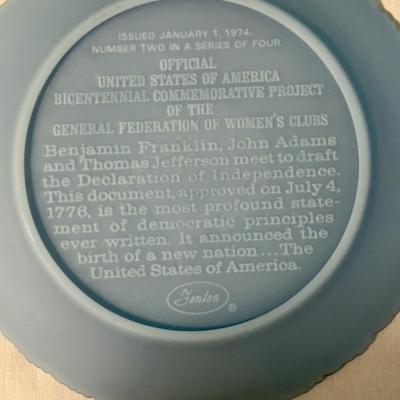 ISSUED JANUARY 1, 1974.
NUMBER TWO IN A SERIES OF FOUR
OFFICIAL
UNITED STATES OF AMERICA
BICENTENNIAL COMMEMORATIVE PROJECT
OF THE
GENERAL FEDERATION OF WOMEN'S CLUBS
Benjamin Franklin, John Adams
and Thomas Jefferson meet to draft
the Declaration of Independence.
This document, approved on July 4,
1776, is the most profound state-
ment of democratic principles
ever written. It announced the
birth of a new nation...The
United States of America.
Fenton ®